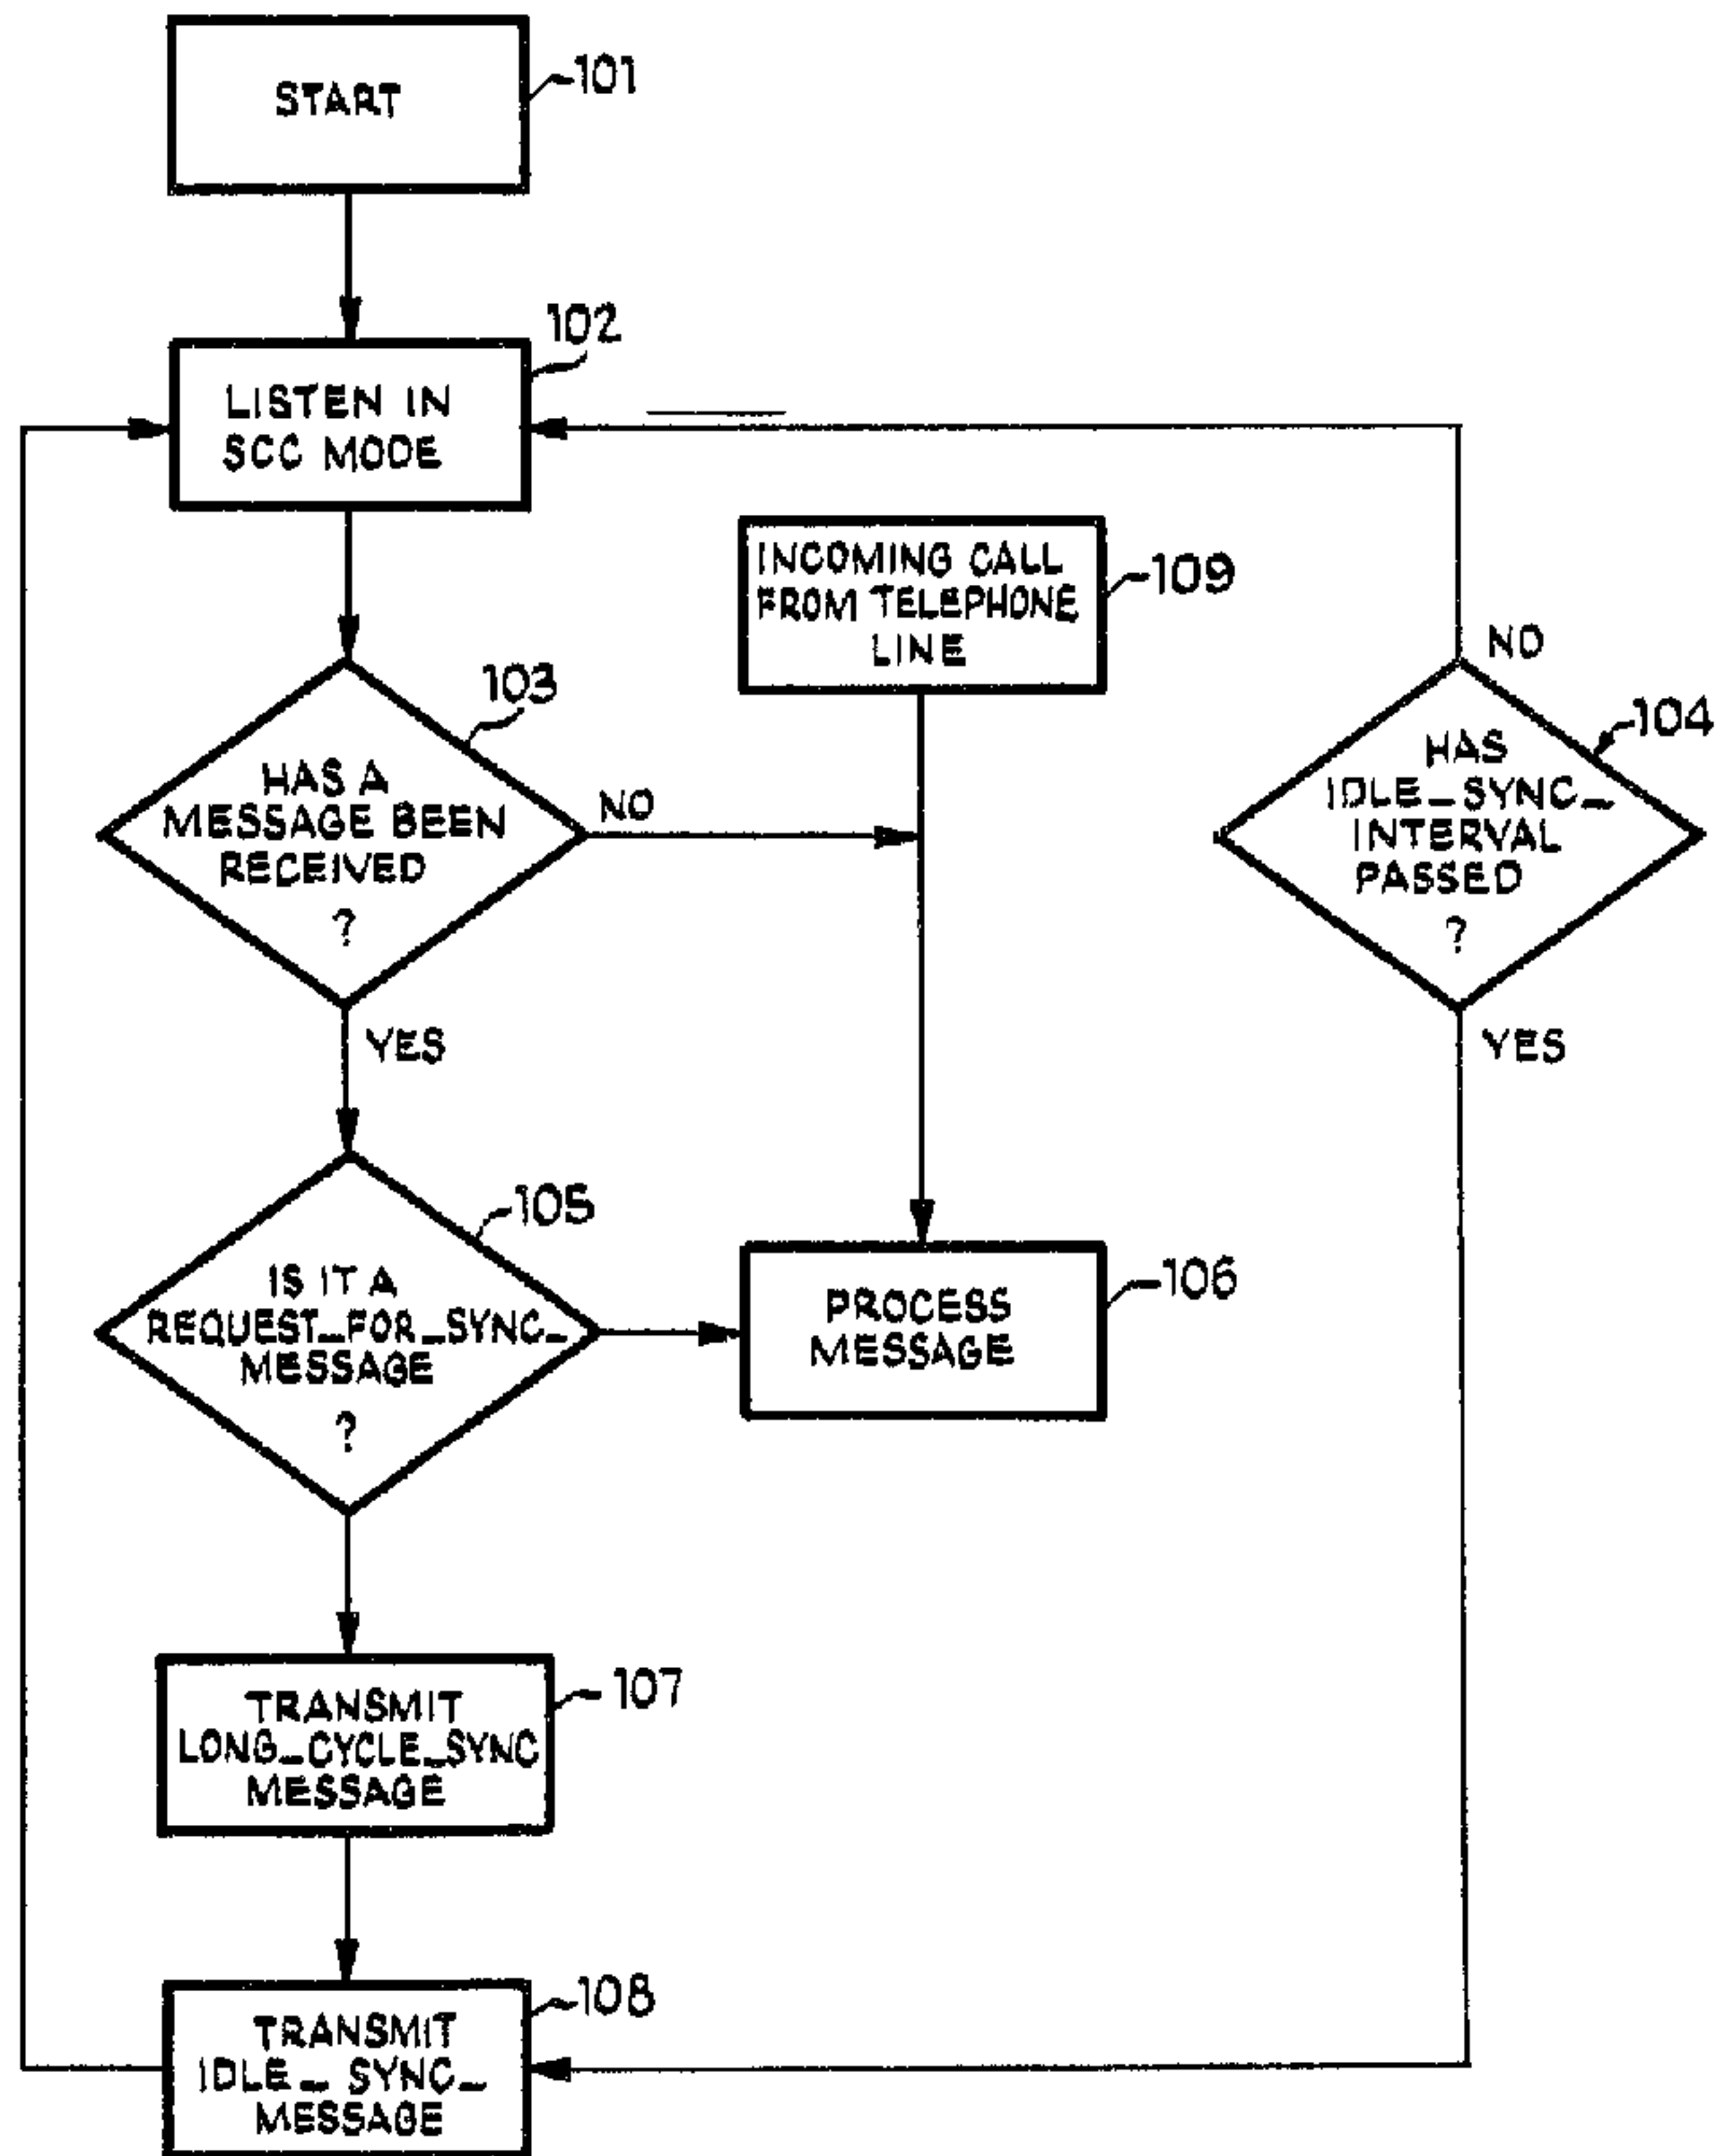 START
101
102
LISTEN IN
SCC MODE
INCOMING CALL
FROM TELEPHONE
LINE
109
103
HAS A
MESSAGE BEEN
RECEIVED
?
NO
YES
NO
104
HAS
IDLE_SYNC_
INTERVAL
PASSED
?
YES
105
IS IT A
REQUEST_FOR_SYNC_
MESSAGE
?
PROCESS
MESSAGE
106
TRANSMIT
LONG_CYCLE_SYNC
MESSAGE
107
TRANSMIT
IDLE_ SYNC_
MESSAGE
108